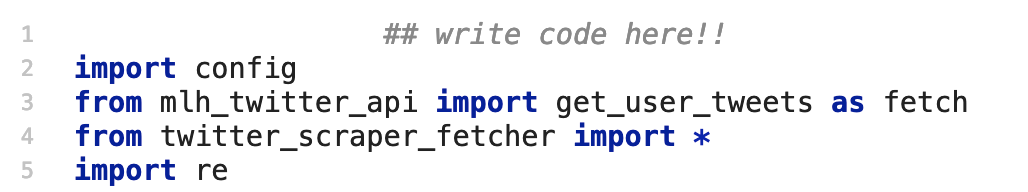 1 ## write code here!!
2 import config
3 from mlh_twitter_api import get_user_tweets as fetch
4 from twitter_scraper_fetcher import *
5 import re